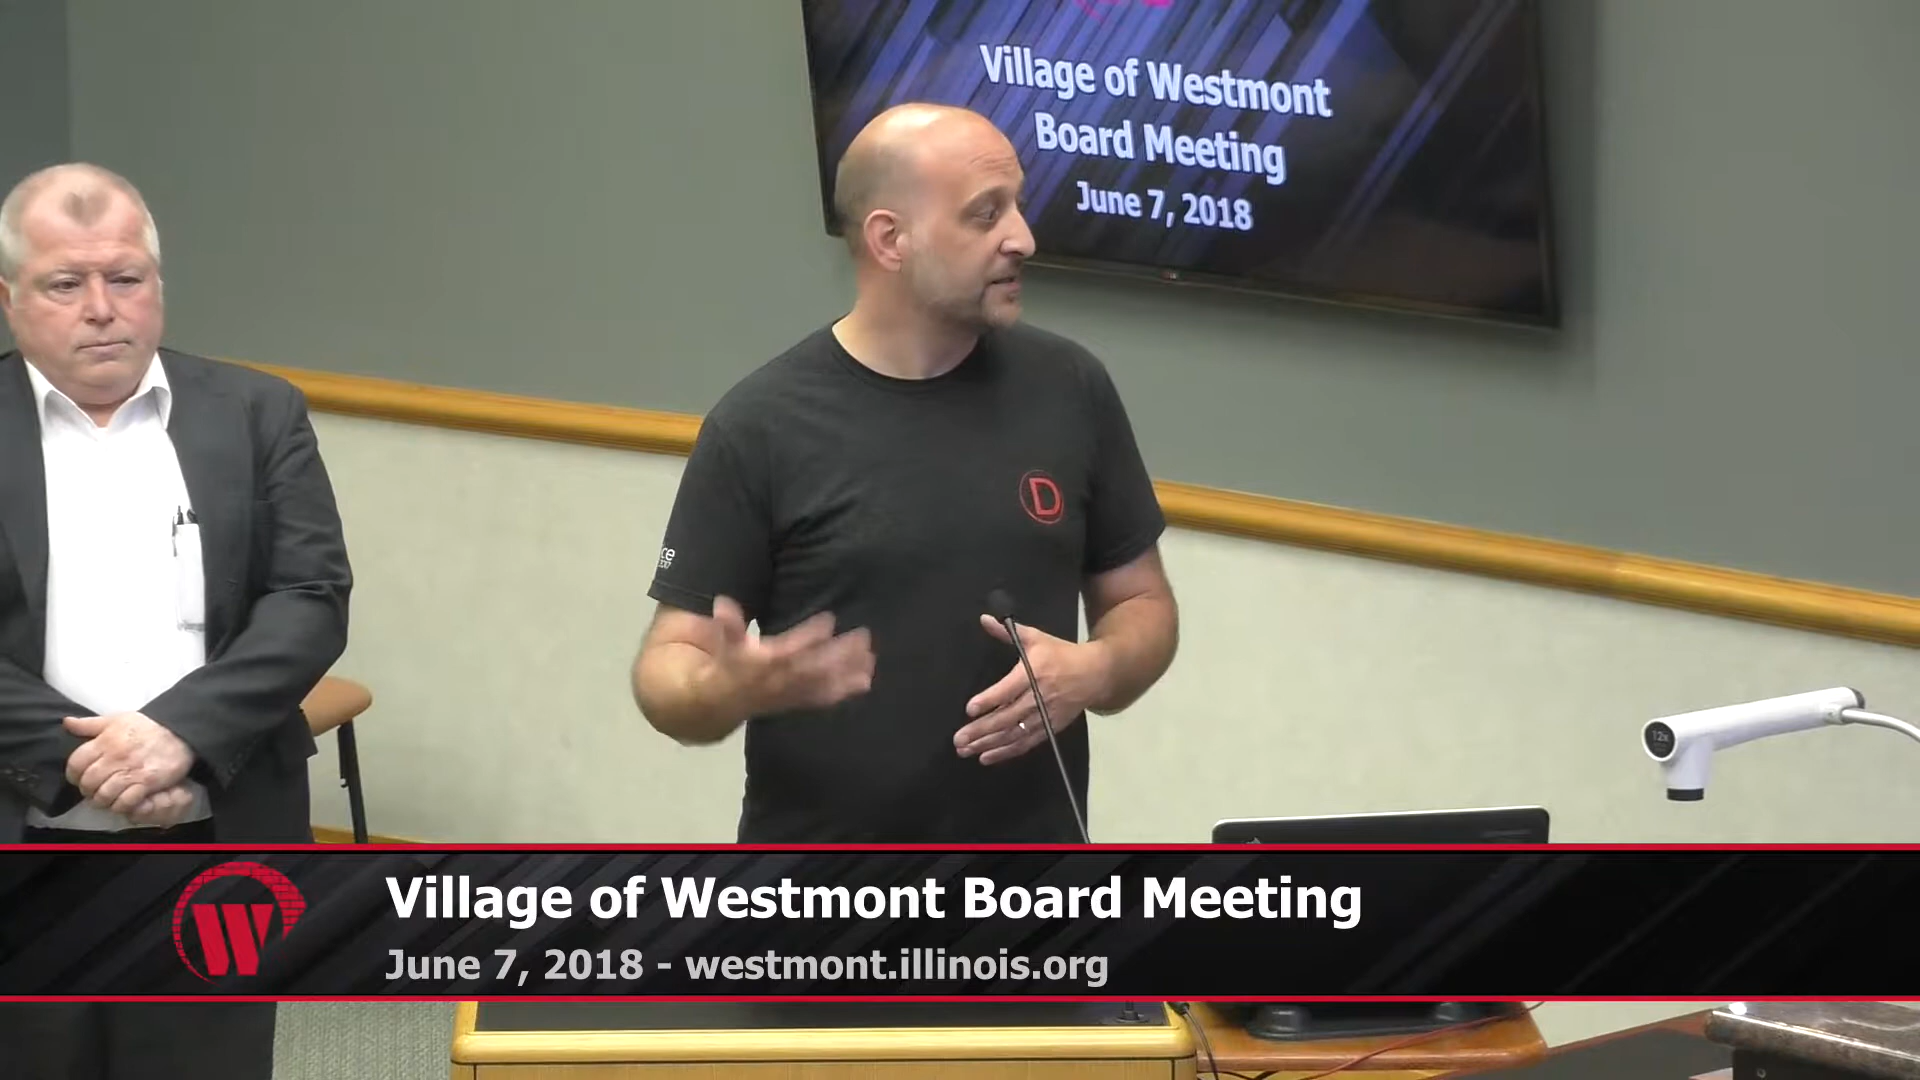 Village of Westmont
Board Meeting
June 7, 2018
D
12x
W
Village of Westmont Board Meeting
June 7, 2018 - westmont.illinois.org